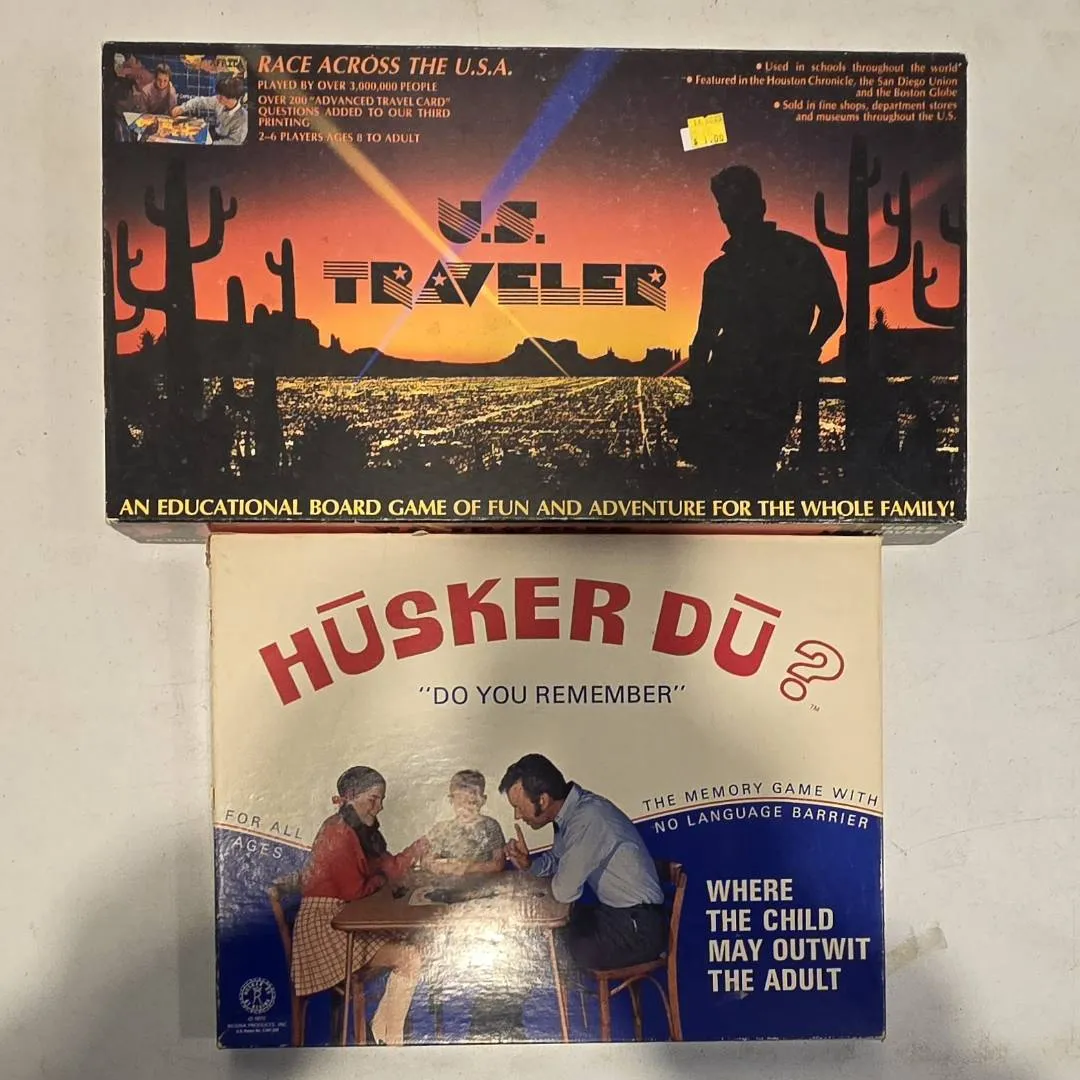 RACE ACROSS THE U.S.A.
PLAYED BY OVER 3,000,000 PEOPLE
OVER 200 "ADVANCED TRAVEL CARD"
QUESTIONS ADDED TO OUR THIRD
PRINTING
2–6 PLAYERS AGES 8 TO ADULT
• Used in schools throughout the world
• Featured in the Houston Chronicle, the San Diego Union
and the Boston Globe
• Sold in fine shops, department stores
and museums throughout the U.S.
$ 1.00
U.S.
TRAVELER
AN EDUCATIONAL BOARD GAME OF FUN AND ADVENTURE FOR THE WHOLE FAMILY!
TRAVELER
HŪSKER DŪ?
TM
"DO YOU REMEMBER"
THE MEMORY GAME WITH
NO LANGUAGE BARRIER
FOR ALL
AGES
WHERE
THE CHILD
MAY OUTWIT
THE ADULT